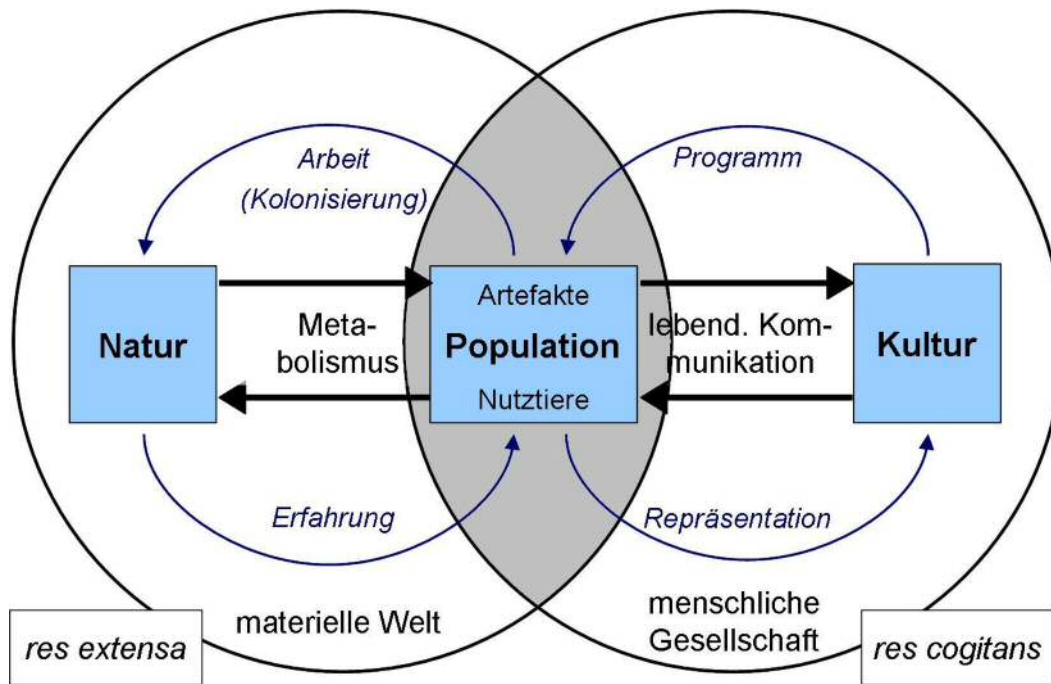 Arbeit
(Kolonisierung)
Programm
Natur
Meta-
bolismus
Artefakte
Population
Nutztiere
lebend. Kom-
munikation
Kultur
Erfahrung
Repräsentation
materielle Welt
menschliche
Gesellschaft
res extensa
res cogitans